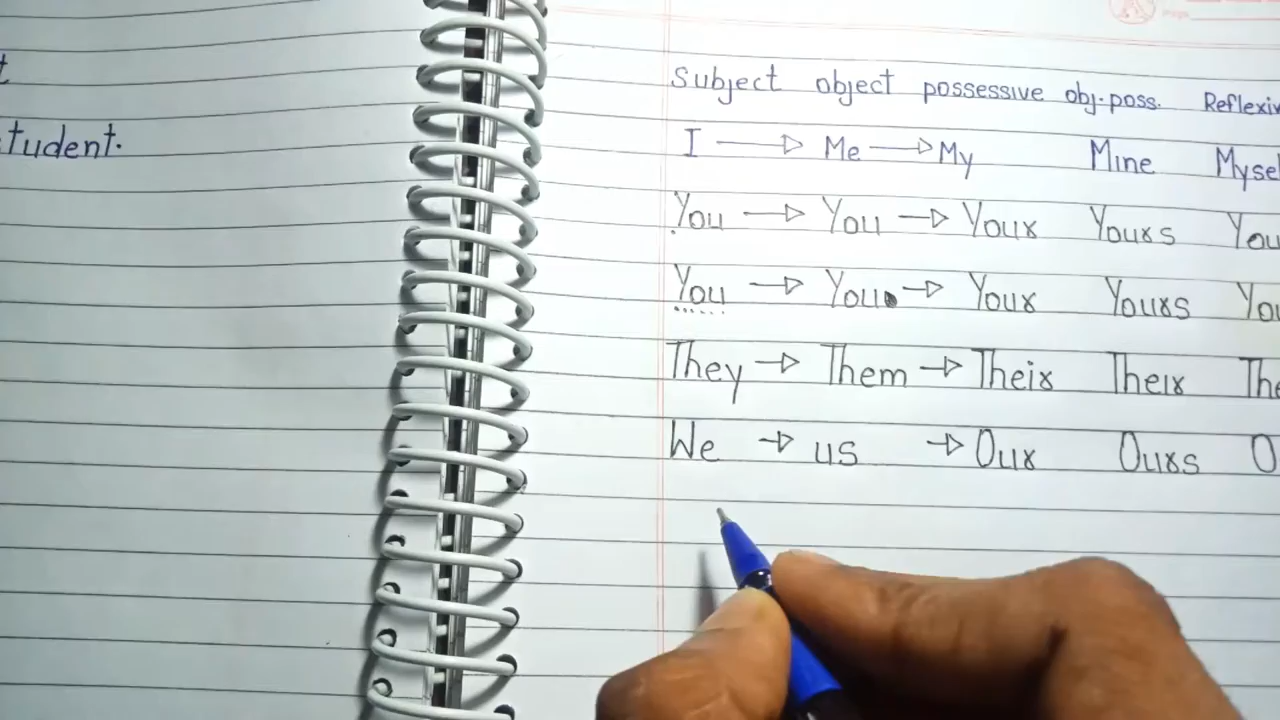 tudent.
Subject object possessive obj.poss. Reflexiv
I → Me → My Mine Mysel
You → You → Your Yours You
You → You → Your Yours You
They → Them → Their Their The
We → us → Our Ours O